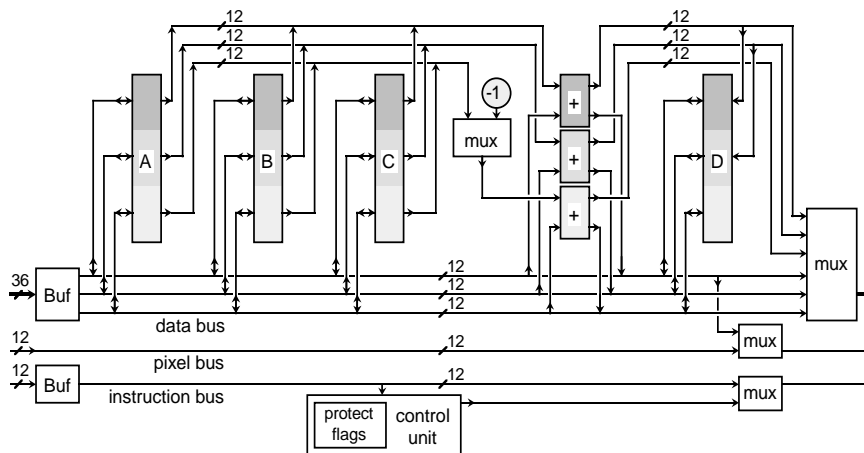 12
12
12
12
12
12
-1
+
mux
A
B
C
+
D
+
mux
36
Buf
12
12
12
data bus
12
12
mux
pixel bus
12
Buf
12
mux
instruction bus
protect
flags
control
unit